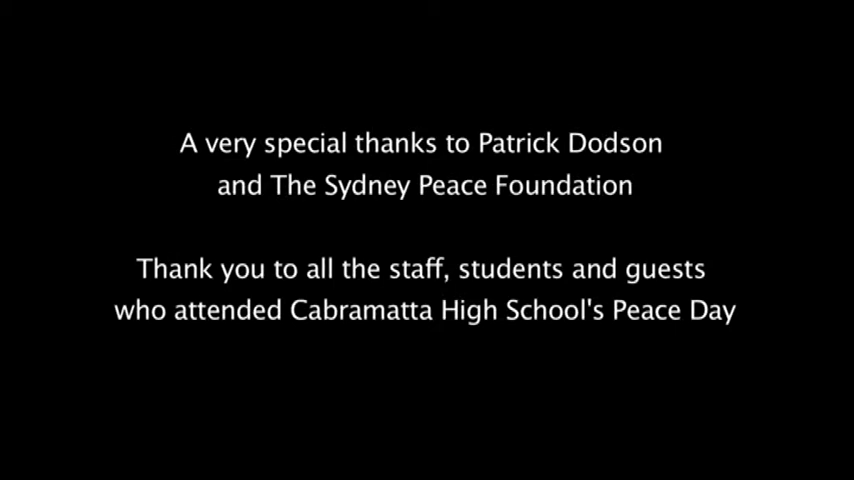 A very special thanks to Patrick Dodson
and The Sydney Peace Foundation
Thank you to all the staff, students and guests
who attended Cabramatta High School's Peace Day